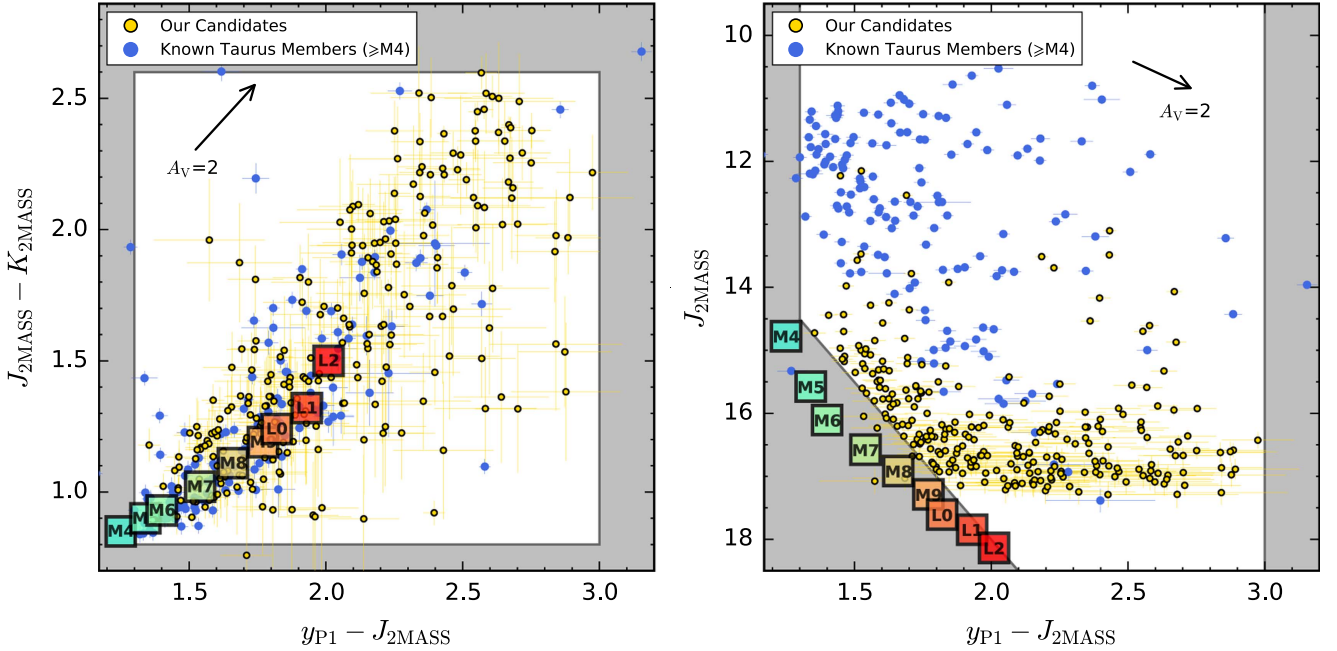 Our Candidates
Known Taurus Members (⩾M4)
A_V=2
2.5
2.0
1.5
1.0
J_2MASS − K_2MASS
M4
M6
M7
M8
L0
L1
L2
1.5
2.0
2.5
3.0
y_P1 − J_2MASS
Our Candidates
Known Taurus Members (⩾M4)
A_V=2
10
12
14
16
18
J_2MASS
M4
M5
M6
M7
M8
M9
L0
L1
L2
1.5
2.0
2.5
3.0
y_P1 − J_2MASS